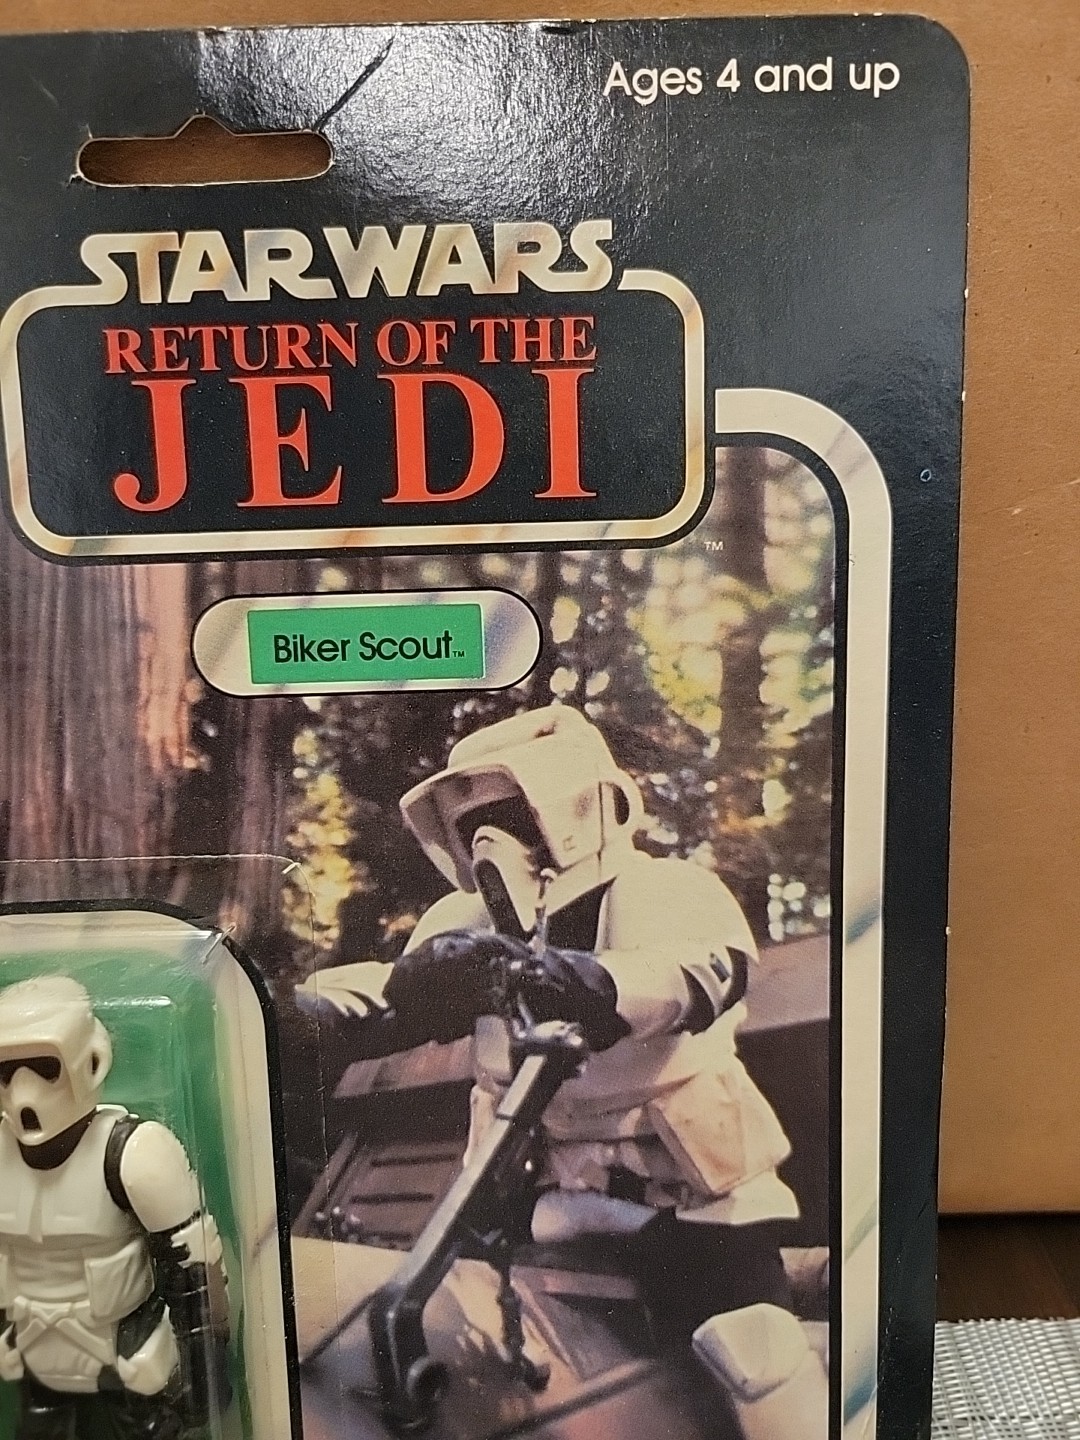 Ages 4 and up
STAR WARS
RETURN OF THE
JEDI
TM
Biker Scout™